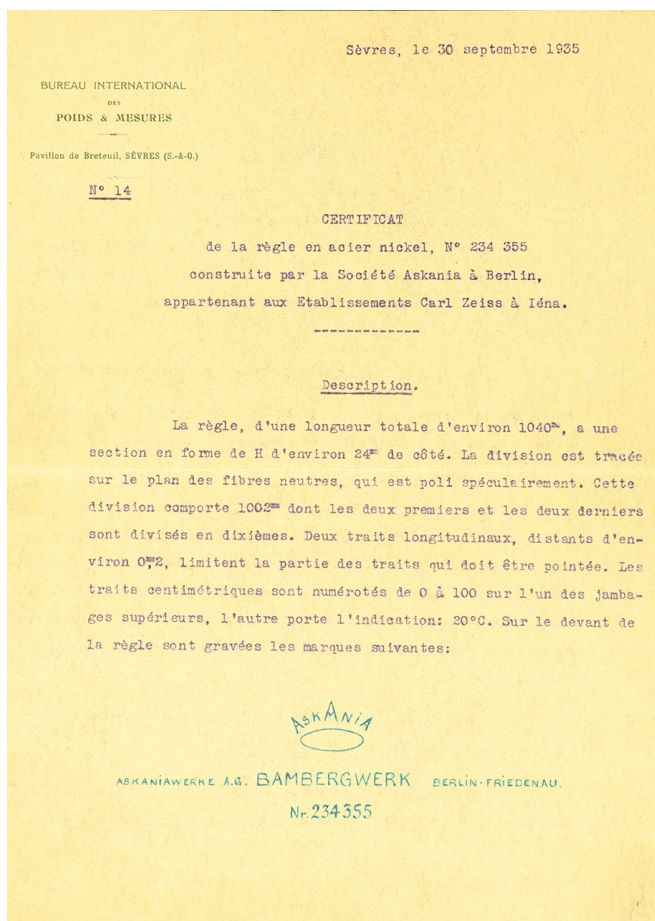 Sèvres, le 30 septembre 1935
BUREAU INTERNATIONAL
DES
POIDS & MESURES
Pavillon de Breteuil, SÈVRES (S.-&-O.)
N° 14
CERTIFICAT
de la règle en acier nickel, N° 234 355
construite par la Société Askania à Berlin,
appartenant aux Etablissements Carl Zeiss à Iéna.
-------------
Description.
La règle, d'une longueur totale d'environ 1040mm, a une
section en forme de H d'environ 24mm de côté. La division est tracée
sur le plan des fibres neutres, qui est poli spéculairement. Cette
division comporte 1002mm dont les deux premiers et les deux derniers
sont divisés en dixièmes. Deux traits longitudinaux, distants d'en-
viron 0,mm2, limitent la partie des traits qui doit être pointée. Les
traits centimétriques sont numérotés de 0 à 100 sur l'un des jamba-
ges supérieurs, l'autre porte l'indication: 20°C. Sur le devant de
la règle sont gravées les marques suivantes:
ASKANIA
ASKANIAWERKE A.G. BAMBERGWERK BERLIN-FRIEDENAU.
Nr. 234355